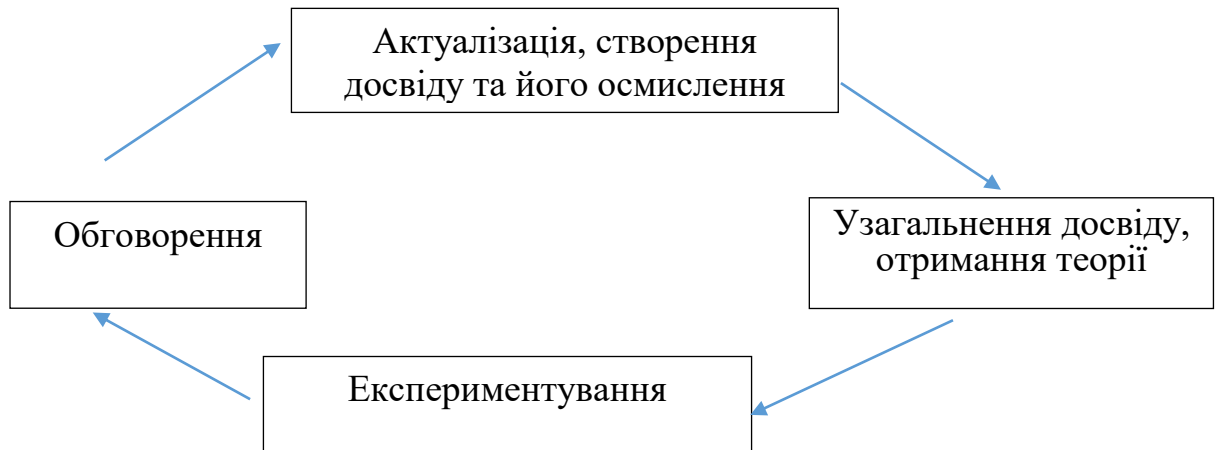 Актуалізація, створення
досвіду та його осмислення
Узагальнення досвіду,
отримання теорії
Обговорення
Експериментування